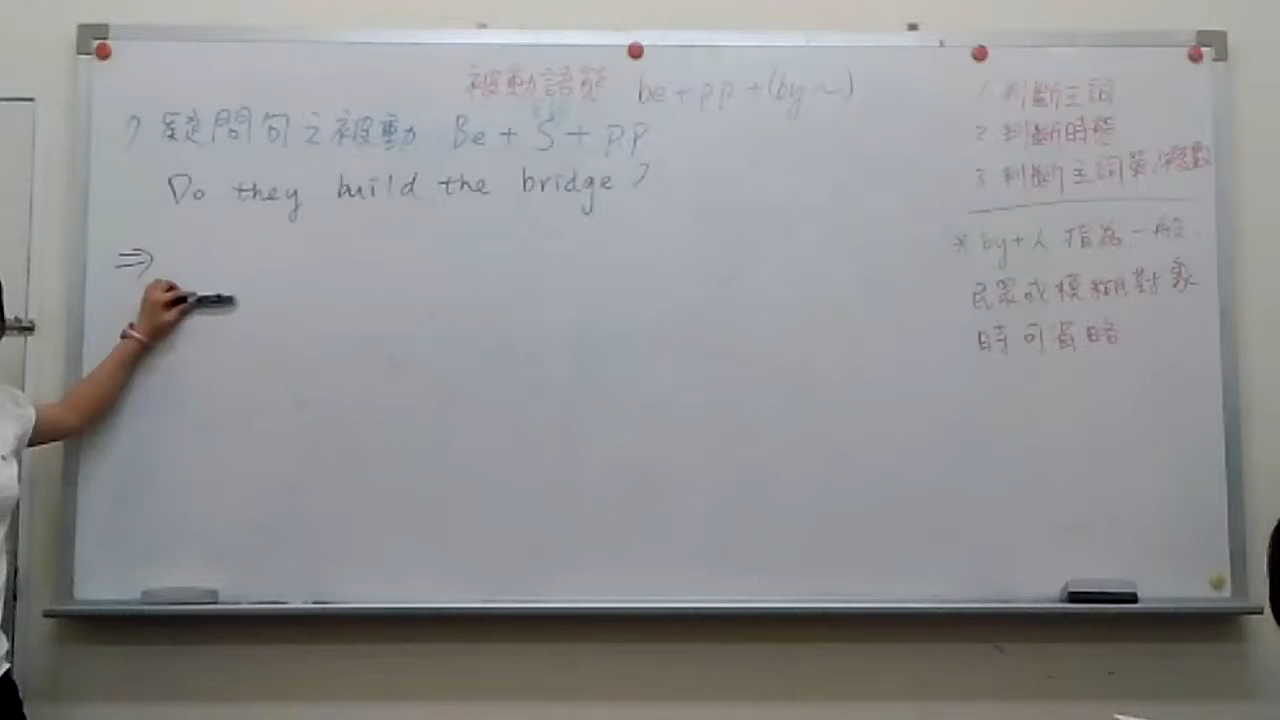 被動語態 be+pp+(by~)
7 疑問句之被動 Be + S + pp
Do they build the bridge?
⇒
1 判斷主詞
2 判斷時態
3 判斷主詞單/複數
* by+人 指為一般
民眾或模糊對象
時可省略